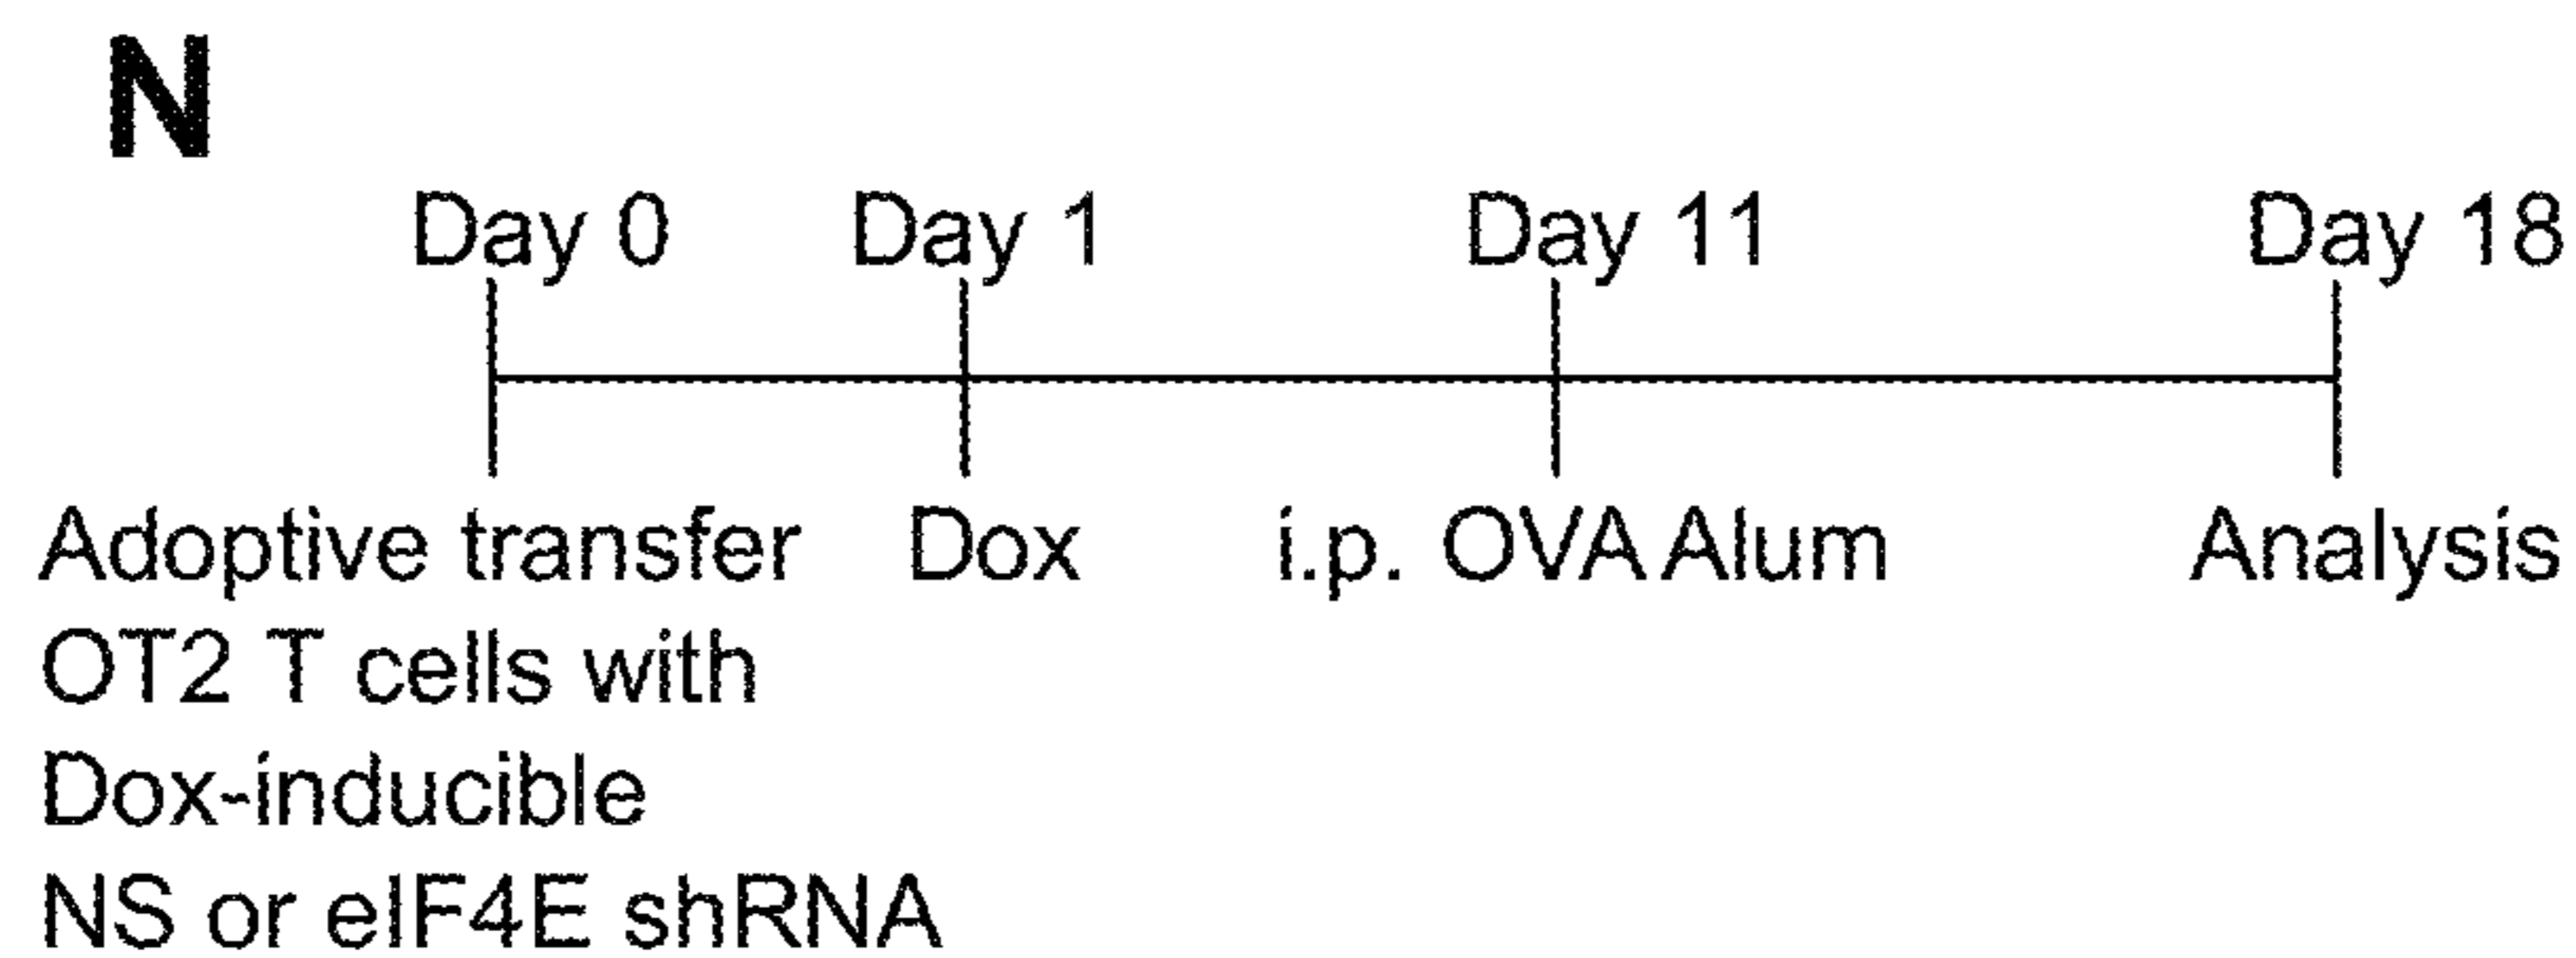 N
Day 0 Day 1 Day 11 Day 18
Adoptive transfer Dox i.p. OVA Alum Analysis
OT2 T cells with
Dox-inducible
NS or eIF4E shRNA